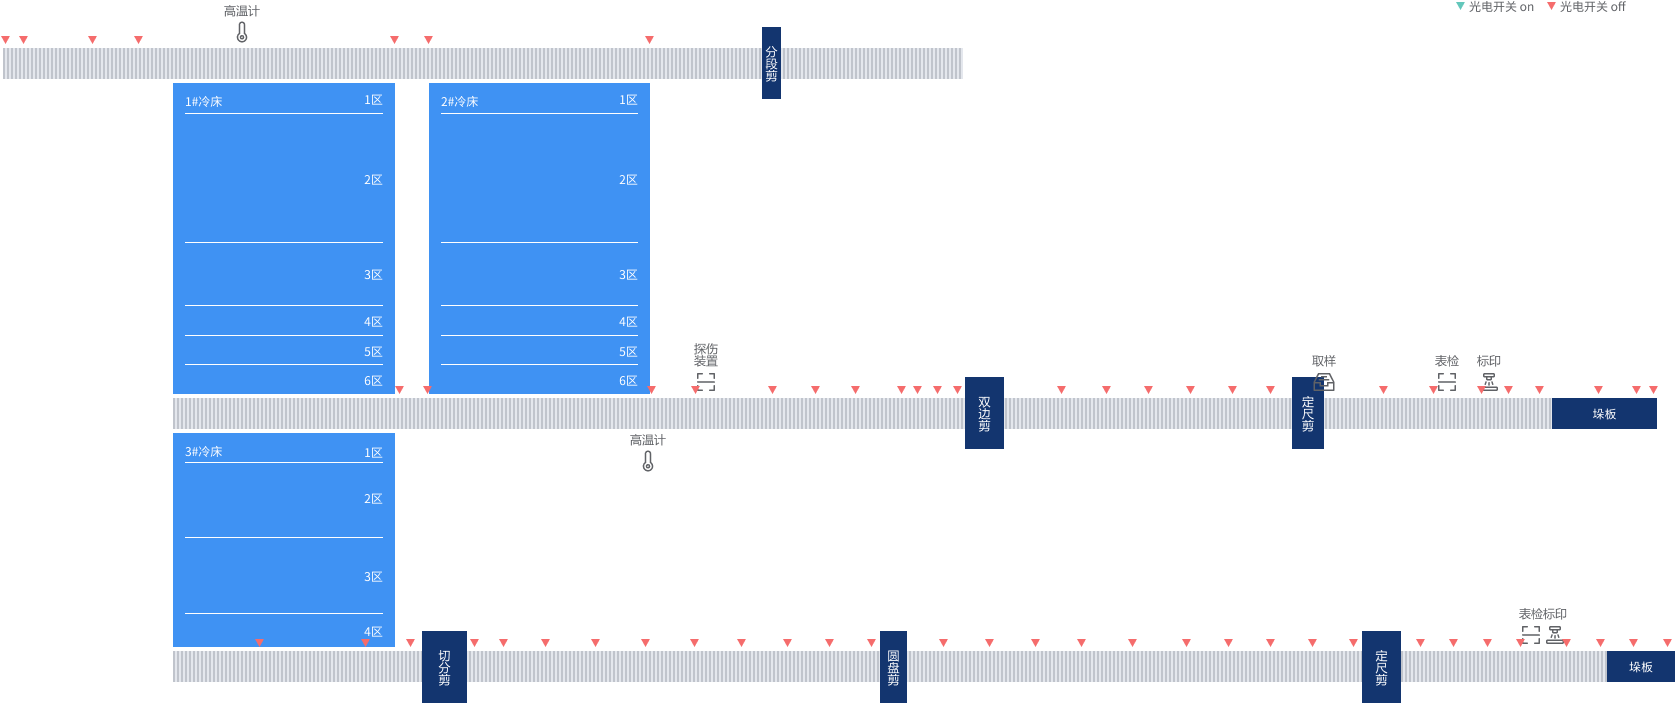 高温计
光电开关 on
光电开关 off
分段剪
1#冷床
1区
2区
3区
4区
5区
6区
2#冷床
1区
2区
3区
4区
5区
6区
探伤
装置
双边剪
取样
定尺剪
表检
标印
垛板
3#冷床
1区
2区
3区
4区
高温计
切分剪
圆盘剪
定尺剪
表检标印
垛板